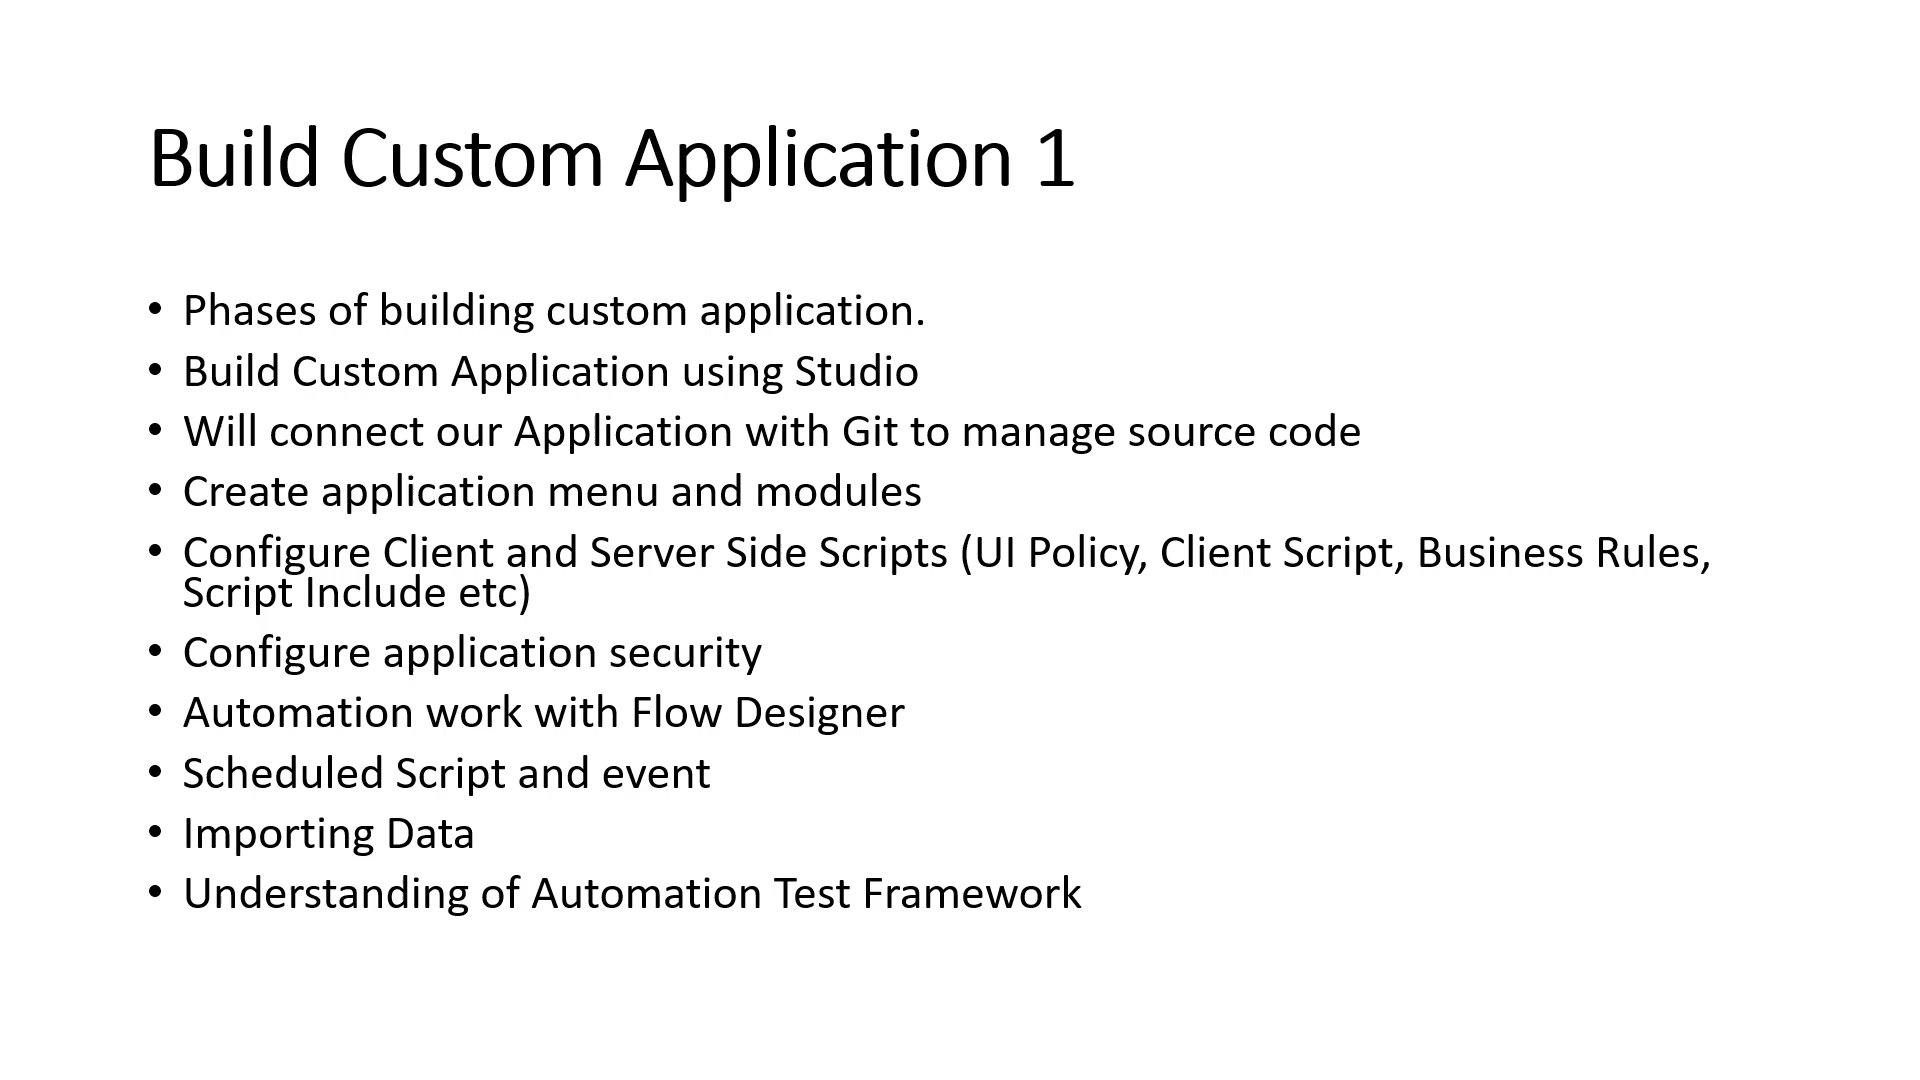 Build Custom Application 1
• Phases of building custom application.
• Build Custom Application using Studio
• Will connect our Application with Git to manage source code
• Create application menu and modules
• Configure Client and Server Side Scripts (UI Policy, Client Script, Business Rules,
Script Include etc)
• Configure application security
• Automation work with Flow Designer
• Scheduled Script and event
• Importing Data
• Understanding of Automation Test Framework